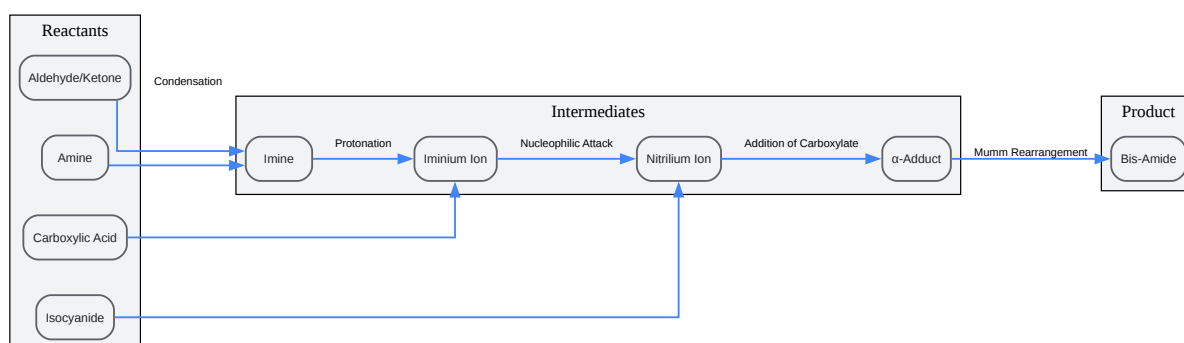 Reactants
Aldehyde/Ketone
Condensation
Amine
Carboxylic Acid
Isocyanide
Intermediates
Imine
Protonation
Iminium Ion
Nucleophilic Attack
Nitrilium Ion
Addition of Carboxylate
α-Adduct
Mumm Rearrangement
Product
Bis-Amide